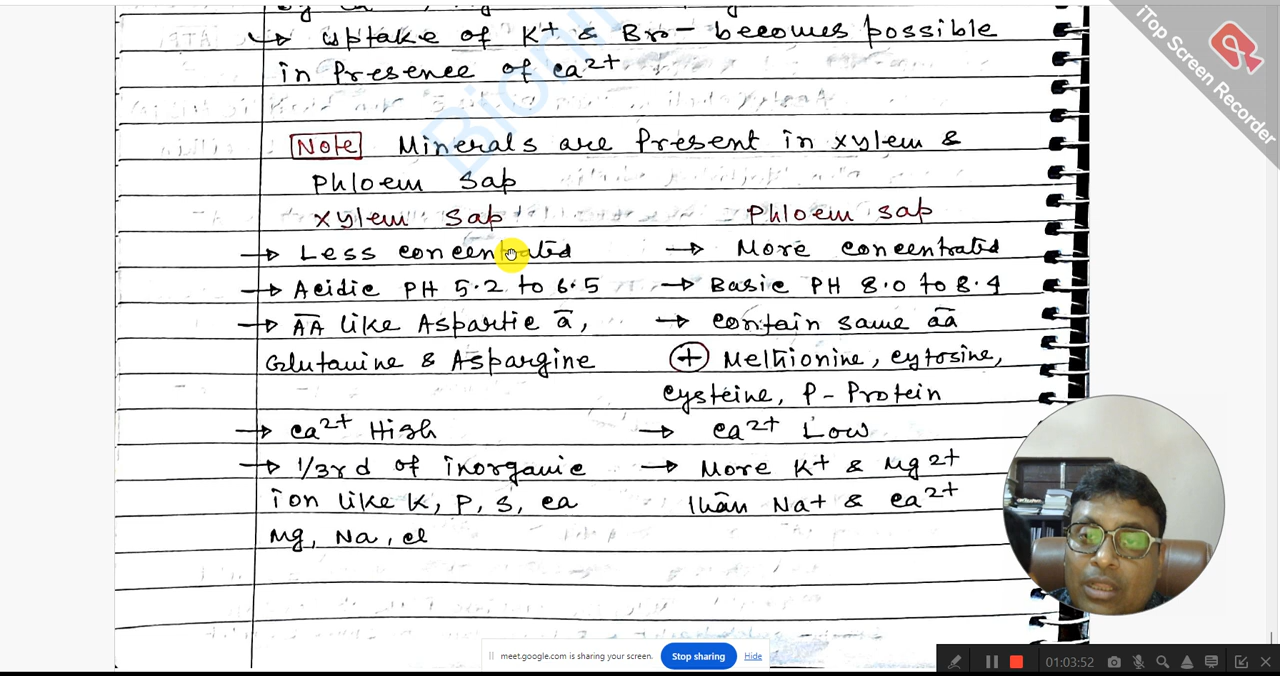 uptake of K+ & Br- becomes possible
in Presence of ca2+
Note Minerals are Present in xylem &
Phloem sap
xylem sap Phloem sap
→ Less concentrated → More concentrated
→ Acidic PH 5.2 to 6.5 → Basic PH 8.0 to 8.4
→ A̅A̅ like Aspartic a̅, → contain same a̅a̅
Glutamine & Aspargine + Methionine, cytosine,
cysteine, P-Protein
→ ca2+ High → ca2+ Low
→ 1/3rd of inorganic → More K+ & Mg2+
ion like K, P, S, ca than Na+ & ca2+
Mg, Na, cl
iTop Screen Recorder
meet.google.com is sharing your screen. Stop sharing Hide
01:03:52